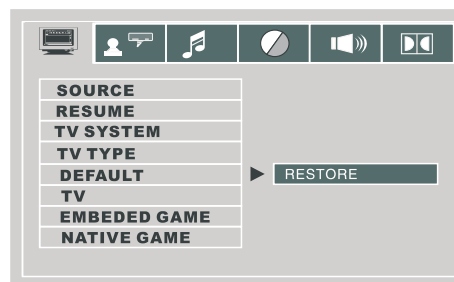 SOURCE
RESUME
TV SYSTEM
TV TYPE
DEFAULT
RESTORE
TV
EMBEDED GAME
NATIVE GAME